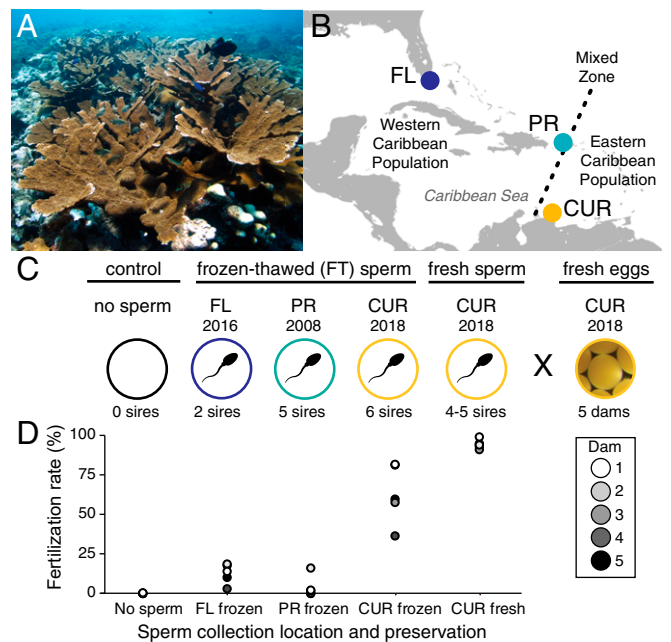 A
B
FL
Mixed
Zone
Western
Caribbean
Population
PR
Eastern
Caribbean
Population
Caribbean Sea
CUR
C
control
frozen-thawed (FT) sperm
fresh sperm
fresh eggs
no sperm
FL
2016
PR
2008
CUR
2018
CUR
2018
CUR
2018
X
0 sires
2 sires
5 sires
6 sires
4-5 sires
5 dams
D
Fertilization rate (%)
100
75
50
25
0
No sperm
FL frozen
PR frozen
CUR frozen
CUR fresh
Sperm collection location and preservation
Dam
1
2
3
4
5